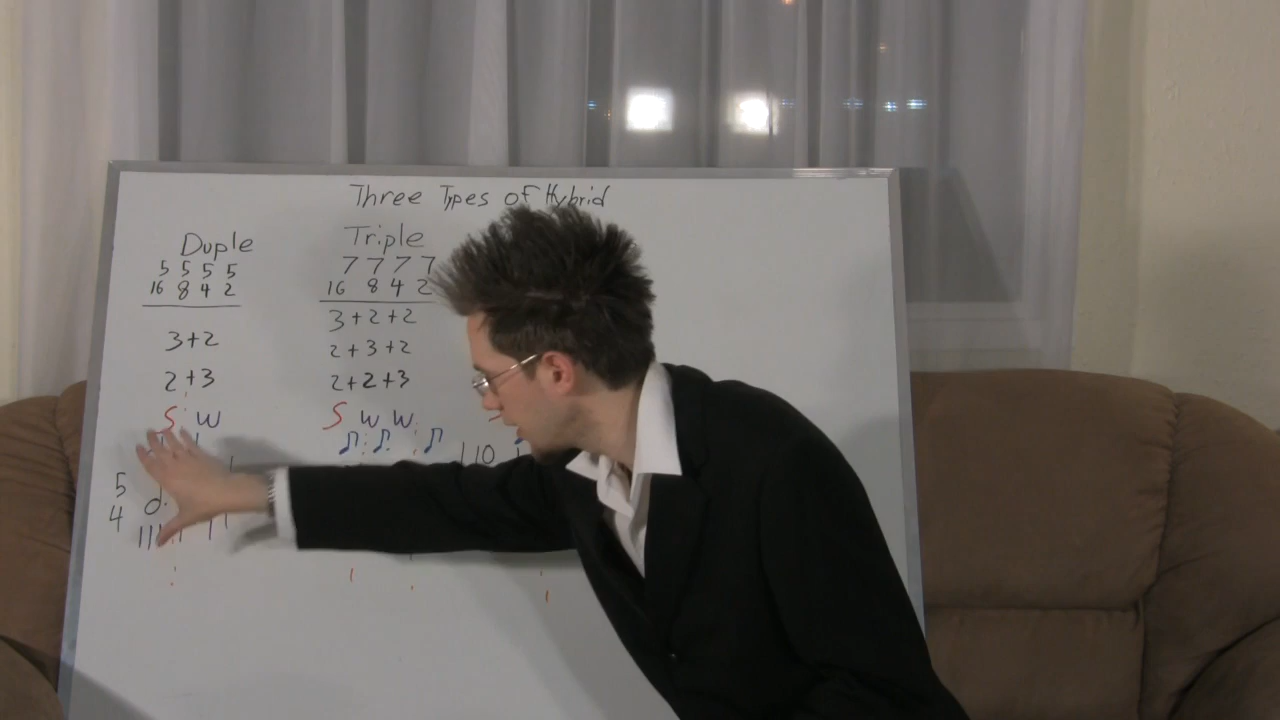 Three Types of Hybrid
Duple
5 5 5 5
16 8 4 2
3+2
2+3
S W
5
4
Triple
7 7 7 7
16 8 4 2
3+2+2
2+3+2
2+2+3
S W W